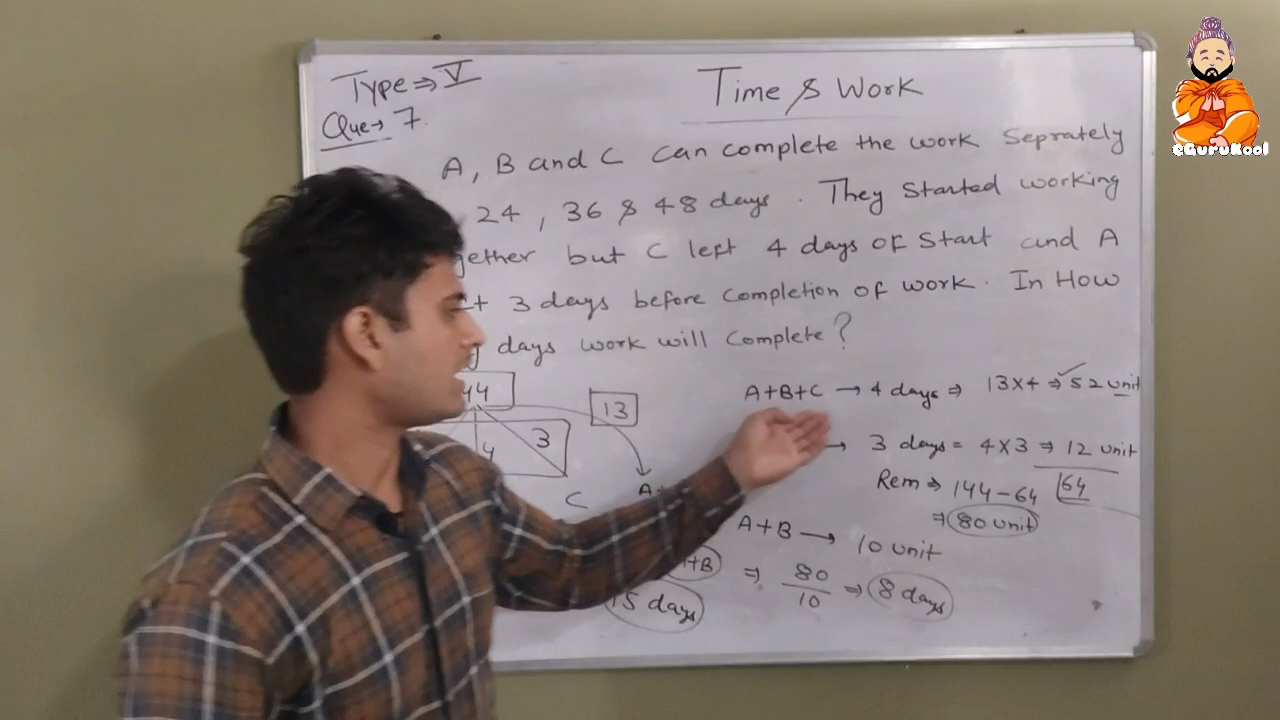 Type ⇒ V
Time & Work
Que → 7.
A, B and C can complete the work Seprately
24, 36 & 48 days. They Started working
gether but C left 4 days of Start and A
3 days before completion of work. In How
days work will complete?
44
13
A+B+C → 4 days ⇒ 13×4 ⇒ 52 unit
4 3
→ 3 days = 4×3 ⇒ 12 unit
C A+
Rem ⇒ 144-64 64
⇒ 80 unit
A+B → 10 unit
+B ⇒ 80/10 ⇒ 8 days
15 days
eGuruKool